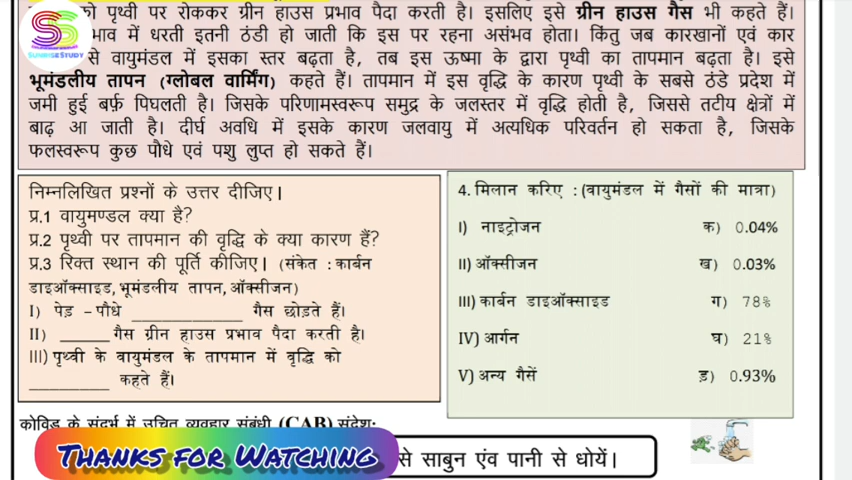 को पृथ्वी पर रोककर ग्रीन हाउस प्रभाव पैदा करती है। इसलिए इसे ग्रीन हाउस गैस भी कहते हैं।
भाव में धरती इतनी ठंडी हो जाती कि इस पर रहना असंभव होता। किंतु जब कारखानों एवं कार
से वायुमंडल में इसका स्तर बढ़ता है, तब इस ऊष्मा के द्वारा पृथ्वी का तापमान बढ़ता है। इसे
भूमंडलीय तापन (ग्लोबल वार्मिंग) कहते हैं। तापमान में इस वृद्धि के कारण पृथ्वी के सबसे ठंडे प्रदेश में
जमी हुई बर्फ़ पिघलती है। जिसके परिणामस्वरूप समुद्र के जलस्तर में वृद्धि होती है, जिससे तटीय क्षेत्रों में
बाढ़ आ जाती है। दीर्घ अवधि में इसके कारण जलवायु में अत्यधिक परिवर्तन हो सकता है, जिसके
फलस्वरूप कुछ पौधे एवं पशु लुप्त हो सकते हैं।
SUNRISE STUDY
निम्नलिखित प्रश्नों के उत्तर दीजिए।
प्र.1 वायुमण्डल क्या है?
प्र.2 पृथ्वी पर तापमान की वृद्धि के क्या कारण हैं?
प्र.3 रिक्त स्थान की पूर्ति कीजिए। (संकेत : कार्बन
डाइऑक्साइड, भूमंडलीय तापन, ऑक्सीजन)
I) पेड़ – पौधे ______________ गैस छोड़ते हैं।
II) ______ गैस ग्रीन हाउस प्रभाव पैदा करती है।
III) पृथ्वी के वायुमंडल के तापमान में वृद्धि को
__________ कहते हैं।
4. मिलान करिए : (वायुमंडल में गैसों की मात्रा)
I) नाइट्रोजन क) 0.04%
II) ऑक्सीजन ख) 0.03%
III) कार्बन डाइऑक्साइड ग) 78%
IV) आर्गन घ) 21%
V) अन्य गैसें ड़) 0.93%
कोविड के संदर्भ में उचित व्यवहार संबंधी (CAB) संदेश:
THANKS FOR WATCHING
से साबुन एंव पानी से धोयें।